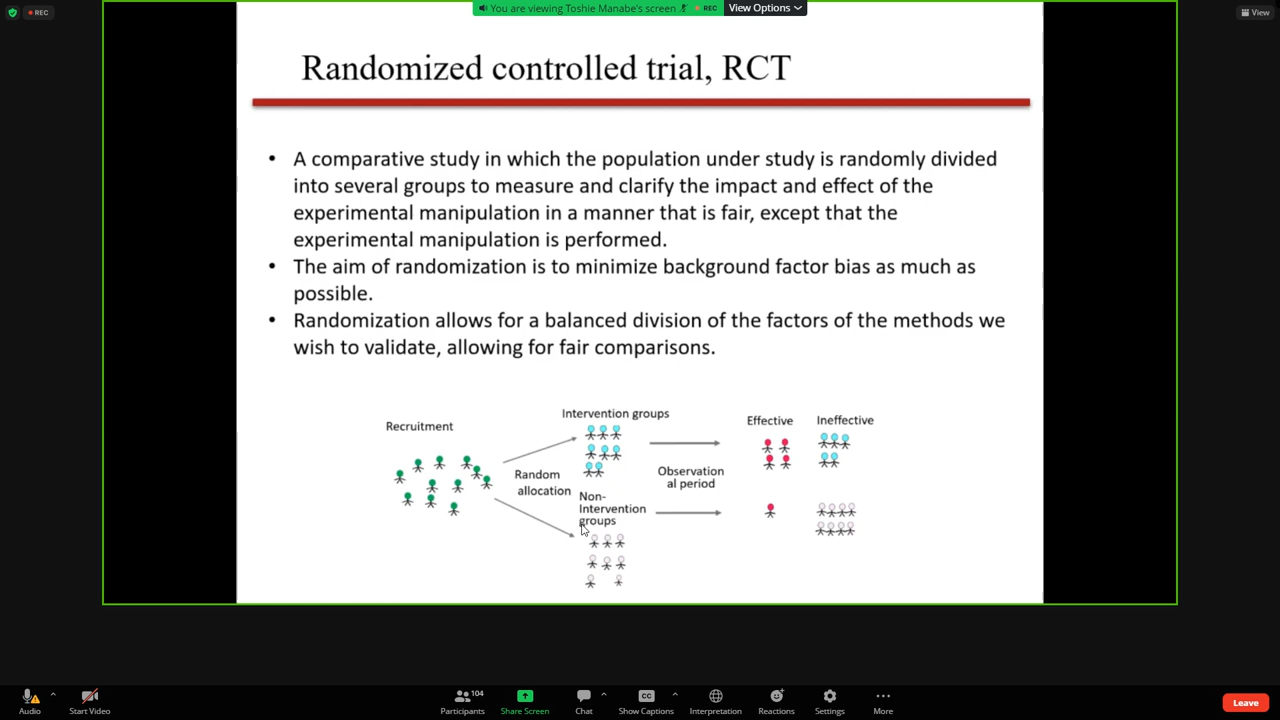 REC
You are viewing Toshie Manabe's screen
REC
View Options
View
Randomized controlled trial, RCT
• A comparative study in which the population under study is randomly divided
into several groups to measure and clarify the impact and effect of the
experimental manipulation in a manner that is fair, except that the
experimental manipulation is performed.
• The aim of randomization is to minimize background factor bias as much as
possible.
• Randomization allows for a balanced division of the factors of the methods we
wish to validate, allowing for fair comparisons.
Recruitment
Intervention groups
Effective
Ineffective
Random
allocation
Observation
al period
Non-
Intervention
groups
Audio
Start Video
Participants
104
Share Screen
Chat
CC
Show Captions
Interpretation
Reactions
Settings
More
Leave